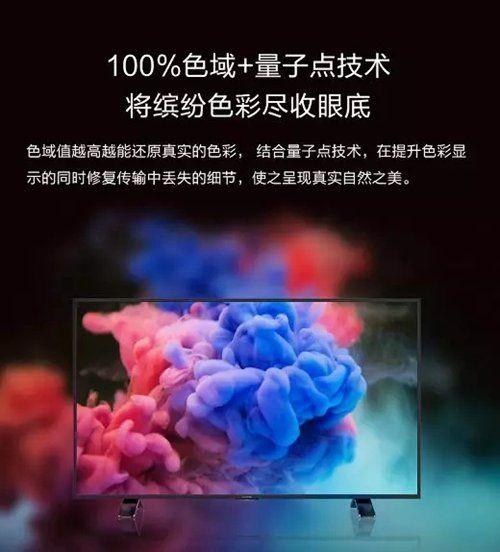 100%色域+量子点技术
将缤纷色彩尽收眼底
色域值越高越能还原真实的色彩， 结合量子点技术，在提升色彩显
示的同时修复传输中丢失的细节，使之呈现真实自然之美。